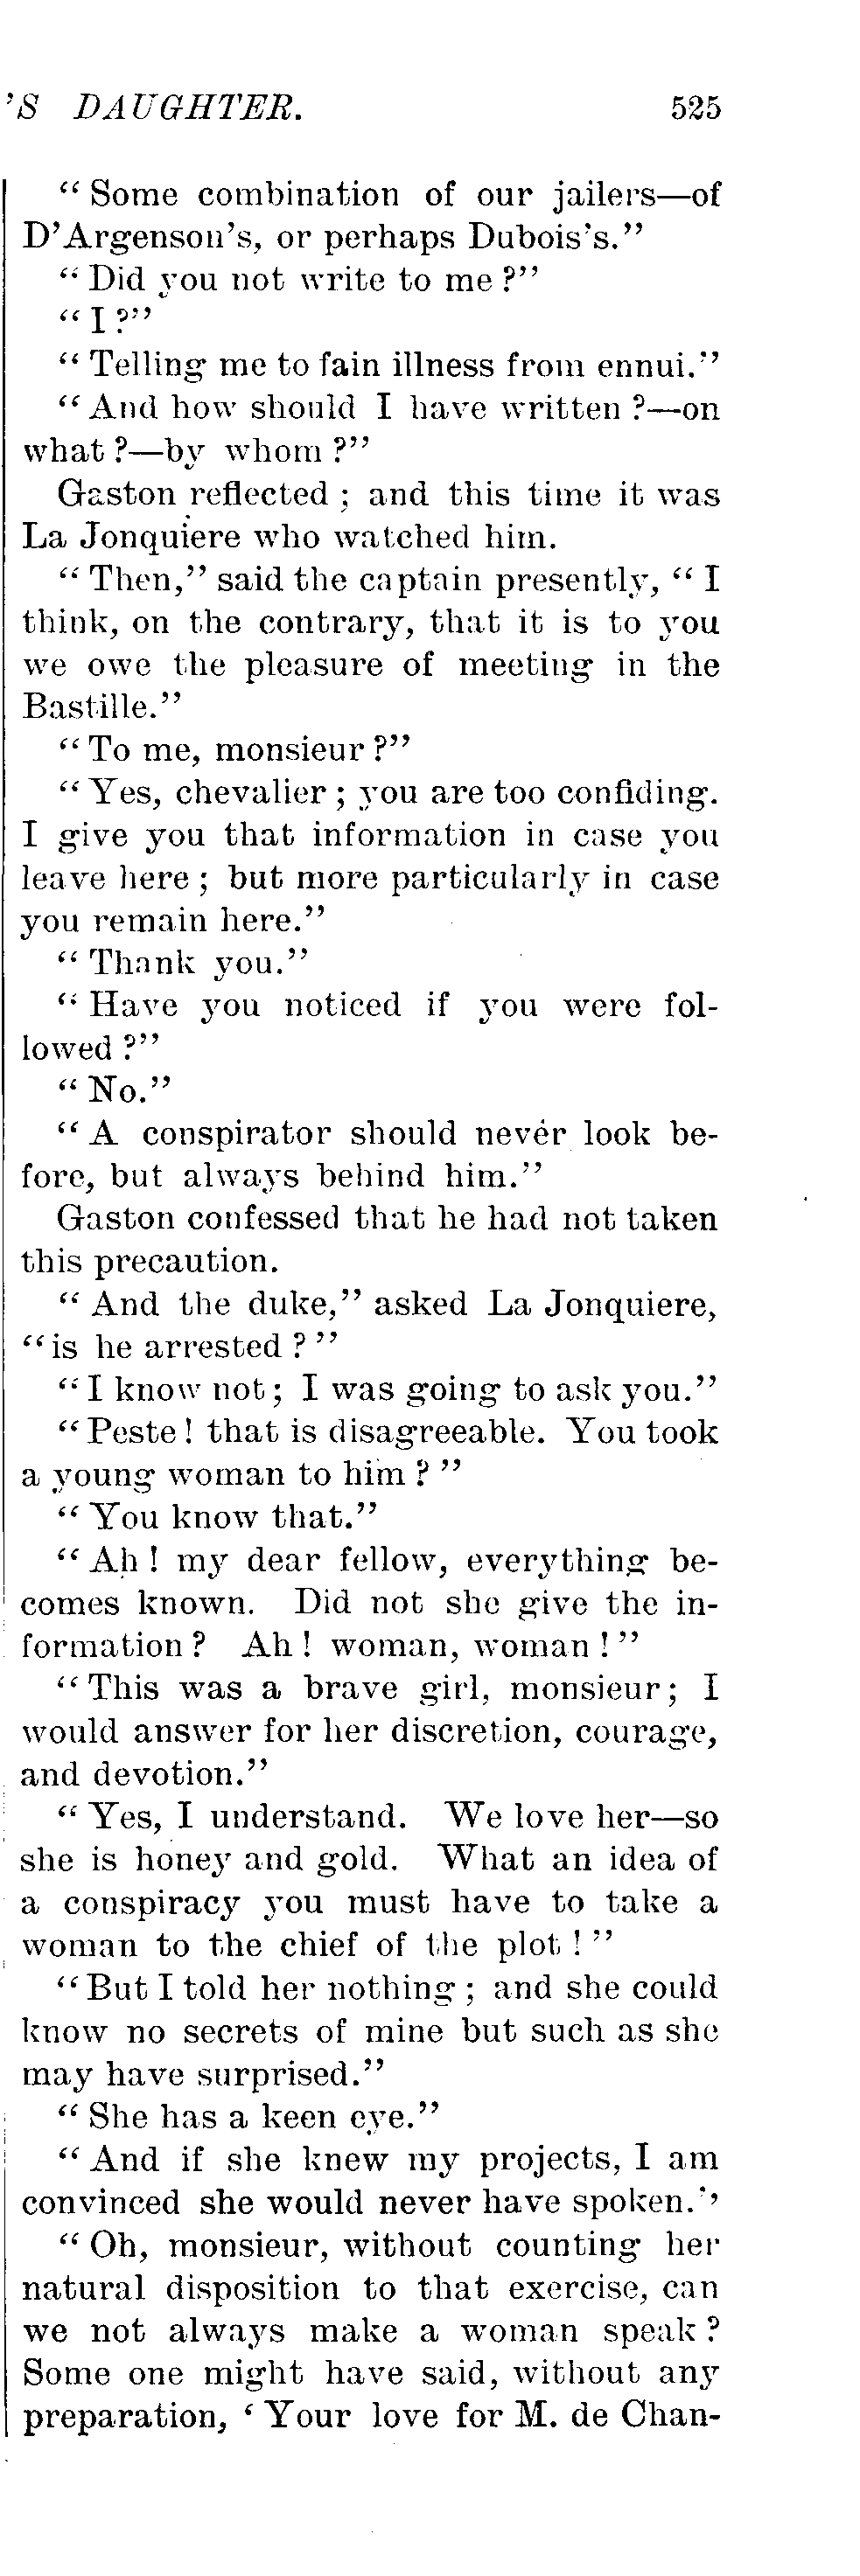 'S DAUGHTER. 525
“Some combination of our jailers—of
D'Argenson's, or perhaps Dubois's.”
“Did you not write to me?”
“I?”
“Telling me to fain illness from ennui.”
“And how should I have written?—on
what?—by whom?”
Gaston reflected; and this time it was
La Jonquiere who watched him.
“Then,” said the captain presently, “I
think, on the contrary, that it is to you
we owe the pleasure of meeting in the
Bastille.”
“To me, monsieur?”
“Yes, chevalier; you are too confiding.
I give you that information in case you
leave here; but more particularly in case
you remain here.”
“Thank you.”
“Have you noticed if you were fol-
lowed?”
“No.”
“A conspirator should never look be-
fore, but always behind him.”
Gaston confessed that he had not taken
this precaution.
“And the duke,” asked La Jonquiere,
“is he arrested?”
“I know not; I was going to ask you.”
“Peste! that is disagreeable. You took
a young woman to him?”
“You know that.”
“Ah! my dear fellow, everything be-
comes known. Did not she give the in-
formation? Ah! woman, woman!”
“This was a brave girl, monsieur; I
would answer for her discretion, courage,
and devotion.”
“Yes, I understand. We love her—so
she is honey and gold. What an idea of
a conspiracy you must have to take a
woman to the chief of the plot!”
“But I told her nothing; and she could
know no secrets of mine but such as she
may have surprised.”
“She has a keen eye.”
“And if she knew my projects, I am
convinced she would never have spoken.”
“Oh, monsieur, without counting her
natural disposition to that exercise, can
we not always make a woman speak?
Some one might have said, without any
preparation, ‘Your love for M. de Chan-